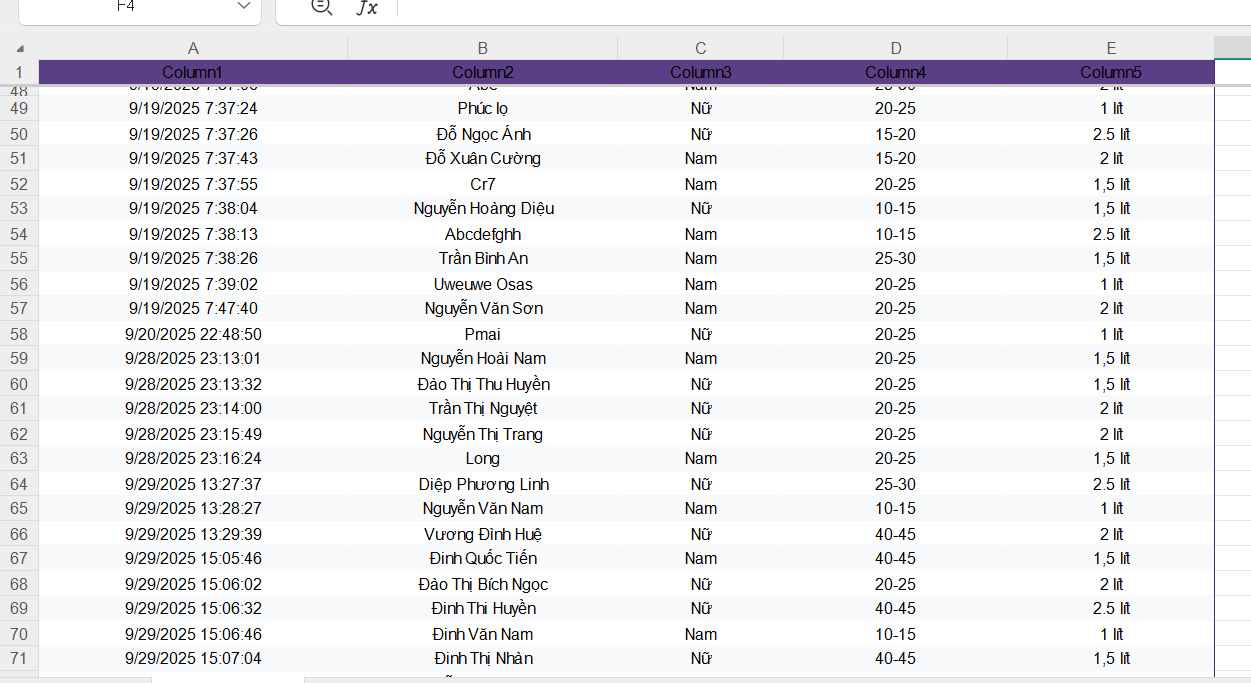 F4 fx
A B C D E
1 Column1 Column2 Column3 Column4 Column5
48
49 9/19/2025 7:37:24 Phúc lọ Nữ 20-25 1 lít
50 9/19/2025 7:37:26 Đỗ Ngọc Ánh Nữ 15-20 2.5 lít
51 9/19/2025 7:37:43 Đỗ Xuân Cường Nam 15-20 2 lít
52 9/19/2025 7:37:55 Cr7 Nam 20-25 1,5 lít
53 9/19/2025 7:38:04 Nguyễn Hoàng Diệu Nữ 10-15 1,5 lít
54 9/19/2025 7:38:13 Abcdefghh Nam 10-15 2.5 lít
55 9/19/2025 7:38:26 Trần Bình An Nam 25-30 1,5 lít
56 9/19/2025 7:39:02 Uweuwe Osas Nam 20-25 1 lít
57 9/19/2025 7:47:40 Nguyễn Văn Sơn Nam 20-25 2 lít
58 9/20/2025 22:48:50 Pmai Nữ 20-25 1 lít
59 9/28/2025 23:13:01 Nguyễn Hoài Nam Nam 20-25 1,5 lít
60 9/28/2025 23:13:32 Đào Thị Thu Huyền Nữ 20-25 1,5 lít
61 9/28/2025 23:14:00 Trần Thị Nguyệt Nữ 20-25 2 lít
62 9/28/2025 23:15:49 Nguyễn Thị Trang Nữ 20-25 2 lít
63 9/28/2025 23:16:24 Long Nam 20-25 1,5 lít
64 9/29/2025 13:27:37 Diệp Phương Linh Nữ 25-30 2.5 lít
65 9/29/2025 13:28:27 Nguyễn Văn Nam Nam 10-15 1 lít
66 9/29/2025 13:29:39 Vương Đình Huệ Nữ 40-45 2 lít
67 9/29/2025 15:05:46 Đinh Quốc Tiến Nam 40-45 1,5 lít
68 9/29/2025 15:06:02 Đào Thị Bích Ngọc Nữ 20-25 2 lít
69 9/29/2025 15:06:32 Đinh Thi Huyền Nữ 40-45 2.5 lít
70 9/29/2025 15:06:46 Đinh Văn Nam Nam 10-15 1 lít
71 9/29/2025 15:07:04 Đinh Thị Nhàn Nữ 40-45 1,5 lít